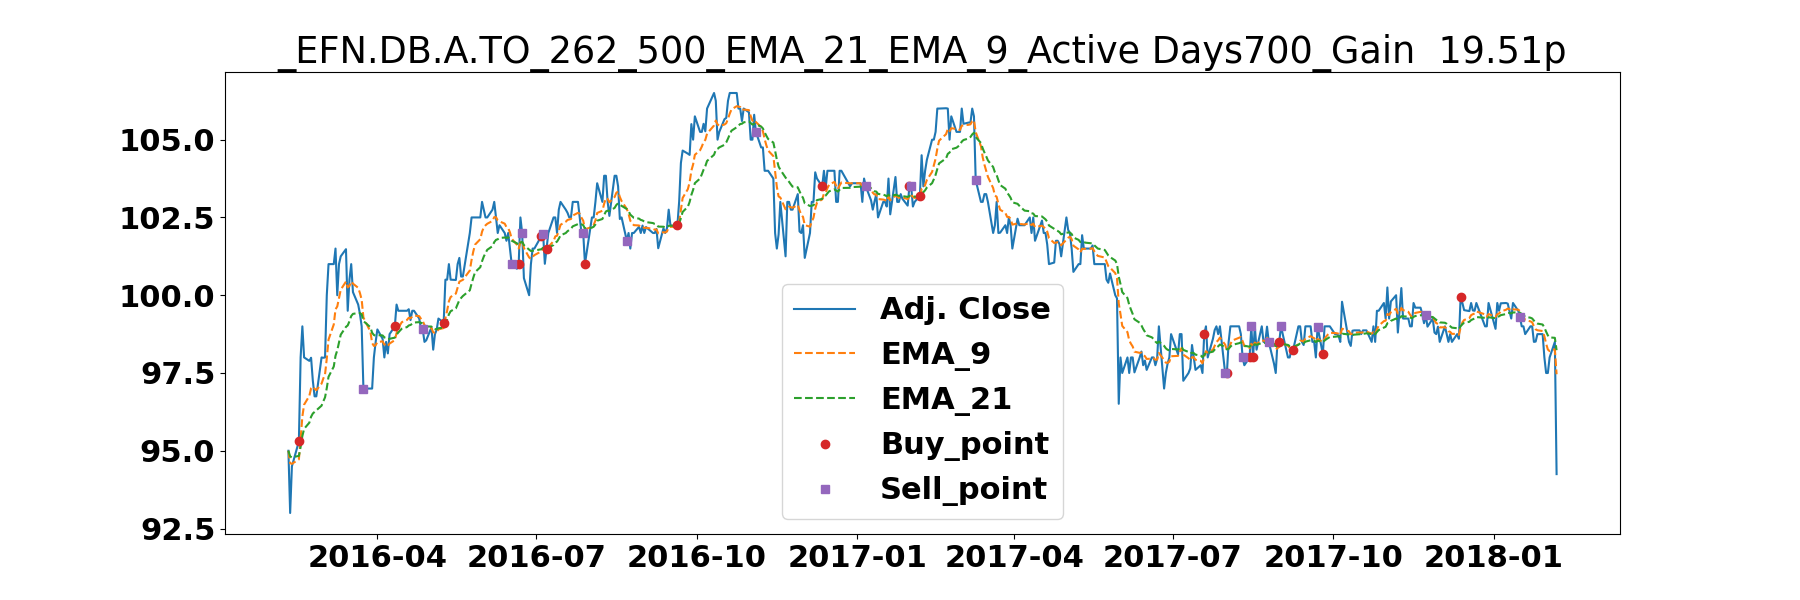 _EFN.DB.A.TO_262_500_EMA_21_EMA_9_Active Days700_Gain  19.51p
105.0
102.5
100.0
97.5
95.0
92.5
Adj. Close
EMA_9
EMA_21
Buy_point
Sell_point
2016-04 2016-07 2016-10 2017-01 2017-04 2017-07 2017-10 2018-01